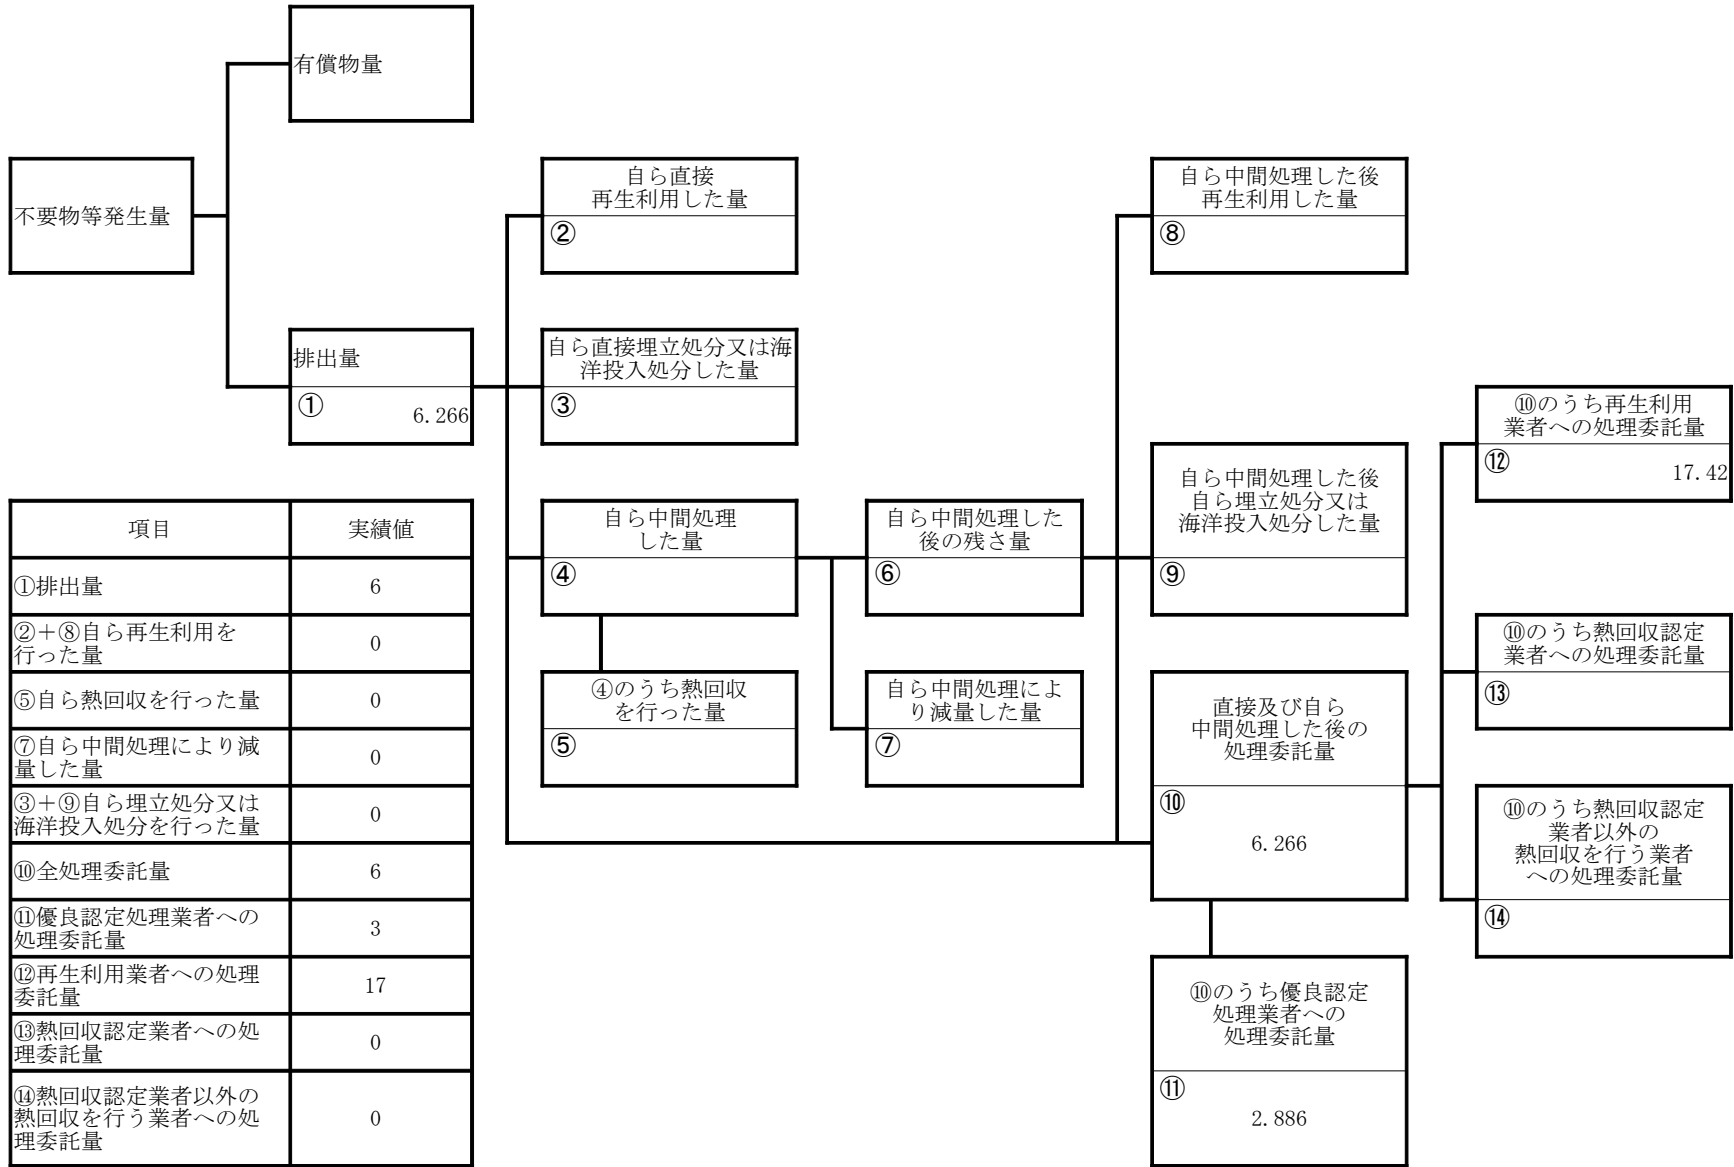 有償物量
不要物等発生量
自ら直接
再生利用した量
②
自ら中間処理した後
再生利用した量
⑧
排出量
①
6.266
自ら直接埋立処分又は海
洋投入処分した量
③
⑩のうち再生利用
業者への処理委託量
⑫
17.42
自ら中間処理
した量
④
自ら中間処理した
後の残さ量
⑥
自ら中間処理した後
自ら埋立処分又は
海洋投入処分した量
⑨
⑩のうち熱回収認定
業者への処理委託量
⑬
④のうち熱回収
を行った量
⑤
自ら中間処理によ
り減量した量
⑦
直接及び自ら
中間処理した後の
処理委託量
⑩
6.266
⑩のうち熱回収認定
業者以外の
熱回収を行う業者
への処理委託量
⑭
⑩のうち優良認定
処理業者への
処理委託量
⑪
2.886
項目 実績値
①排出量 6
②+⑧自ら再生利用を
行った量 0
⑤自ら熱回収を行った量 0
⑦自ら中間処理により減
量した量 0
③+⑨自ら埋立処分又は
海洋投入処分を行った量 0
⑩全処理委託量 6
⑪優良認定処理業者への
処理委託量 3
⑫再生利用業者への処理
委託量 17
⑬熱回収認定業者への処
理委託量 0
⑭熱回収認定業者以外の
熱回収を行う業者への処
理委託量 0